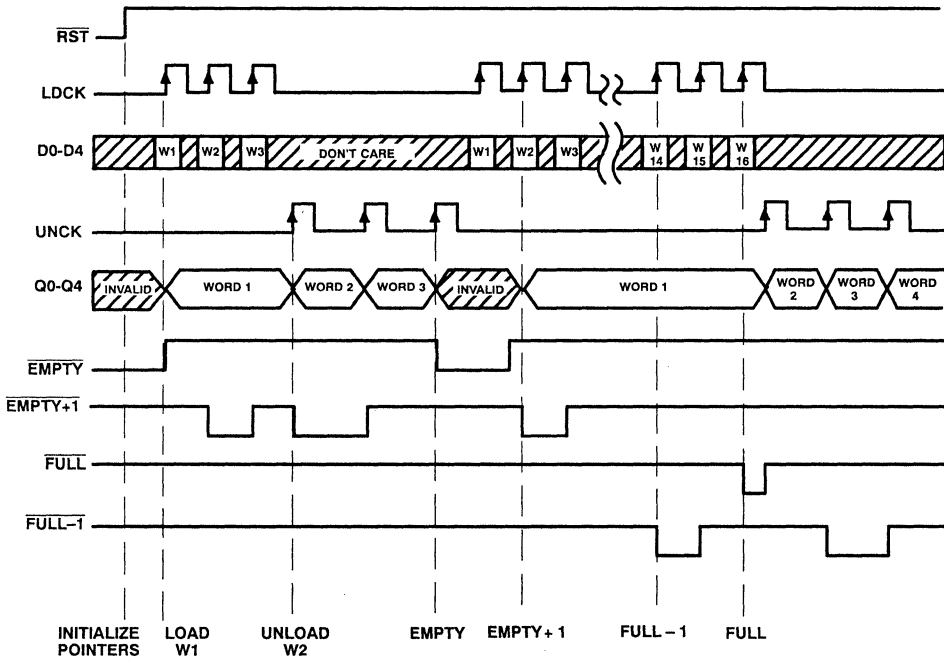 RST
LDCK
D0-D4 W1 W2 W3 DON'T CARE W1 W2 W3 W 14 W 15 W 16
UNCK
Q0-Q4 INVALID WORD 1 WORD 2 WORD 3 INVALID WORD 1 WORD 2 WORD 3 WORD 4
EMPTY
EMPTY+1
FULL
FULL–1
INITIALIZE POINTERS
LOAD W1
UNLOAD W2
EMPTY
EMPTY + 1
FULL – 1
FULL